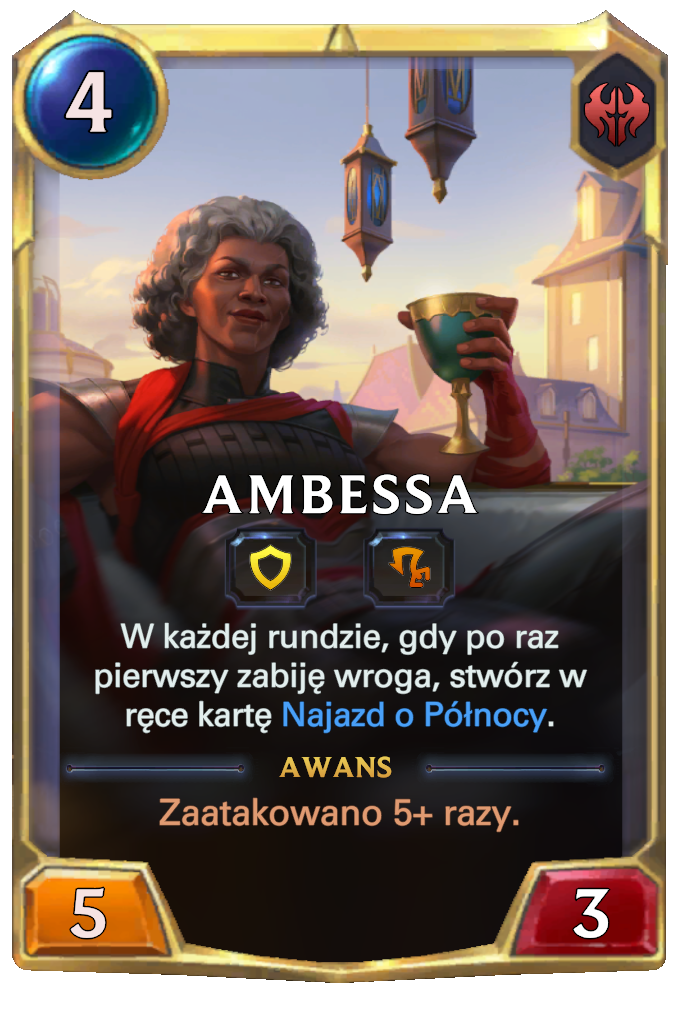 4
AMBESSA
W każdej rundzie, gdy po raz
pierwszy zabiję wroga, stwórz w
ręce kartę Najazd o Północy.
AWANS
Zaatakowano 5+ razy.
5
3